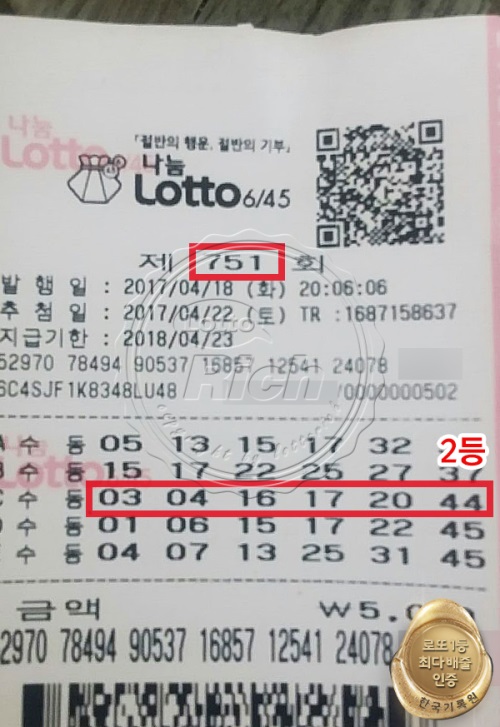 나눔
Lotto
「절반의 행운, 절반의 기부」
나눔
Lotto 6/45
제 751 회
발 행 일 : 2017/04/18 (화) 20:06:06
추 첨 일 : 2017/04/22 (토) TR :1687158637
지급기한 : 2018/04/23
52970 78494 90537 16857 12541 24078
6C4SJF1K8348LU48 /0000000502
Rich
A 수 동 05 13 15 17 32
2등
B 수 동 15 17 22 25 27 37
C 수 동 03 04 16 17 20 44
수 동 01 06 15 17 22 45
수 동 04 07 13 25 31 45
금액 ₩5,0
2970 78494 90537 16857 12541 24078
로또1등
최다배출
인증
한국기록원